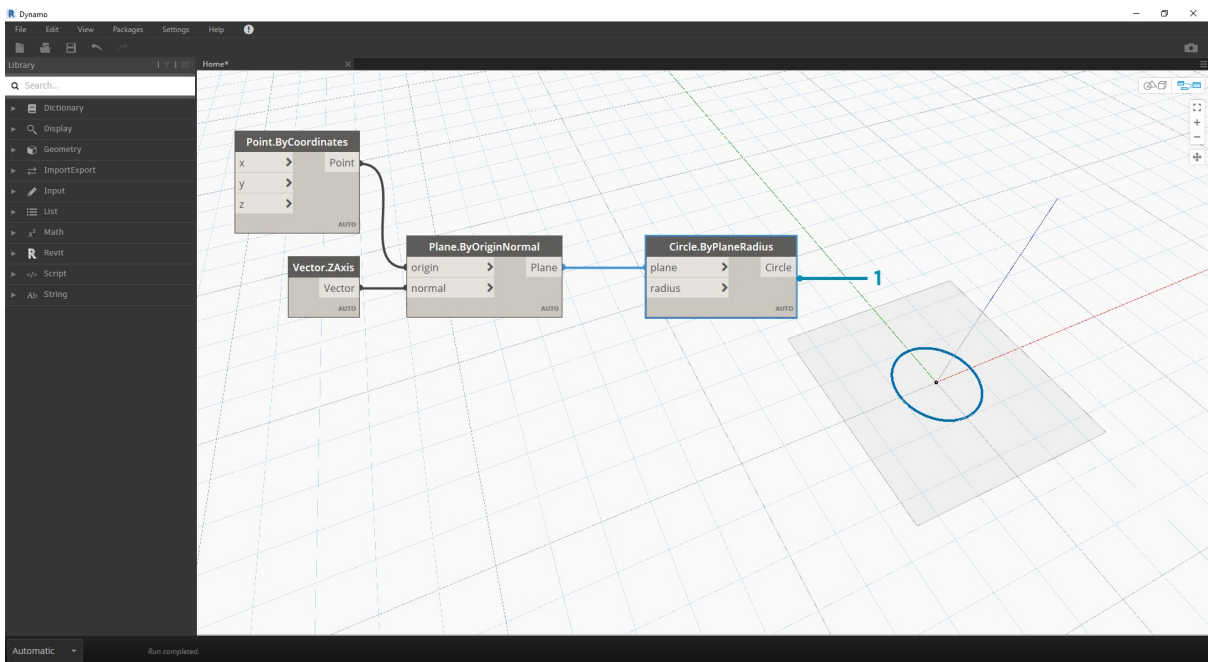 R Dynamo
File Edit View Packages Settings Help !
Library
Home*
Search...
Dictionary
Display
Geometry
ImportExport
Input
List
x² Math
R Revit
</> Script
Ab String
Point.ByCoordinates
x > Point
y >
z >
AUTO
Vector.ZAxis
Vector
AUTO
Plane.ByOriginNormal
origin > Plane
normal >
AUTO
Circle.ByPlaneRadius
plane > Circle
radius >
AUTO
1
Automatic
Run completed.